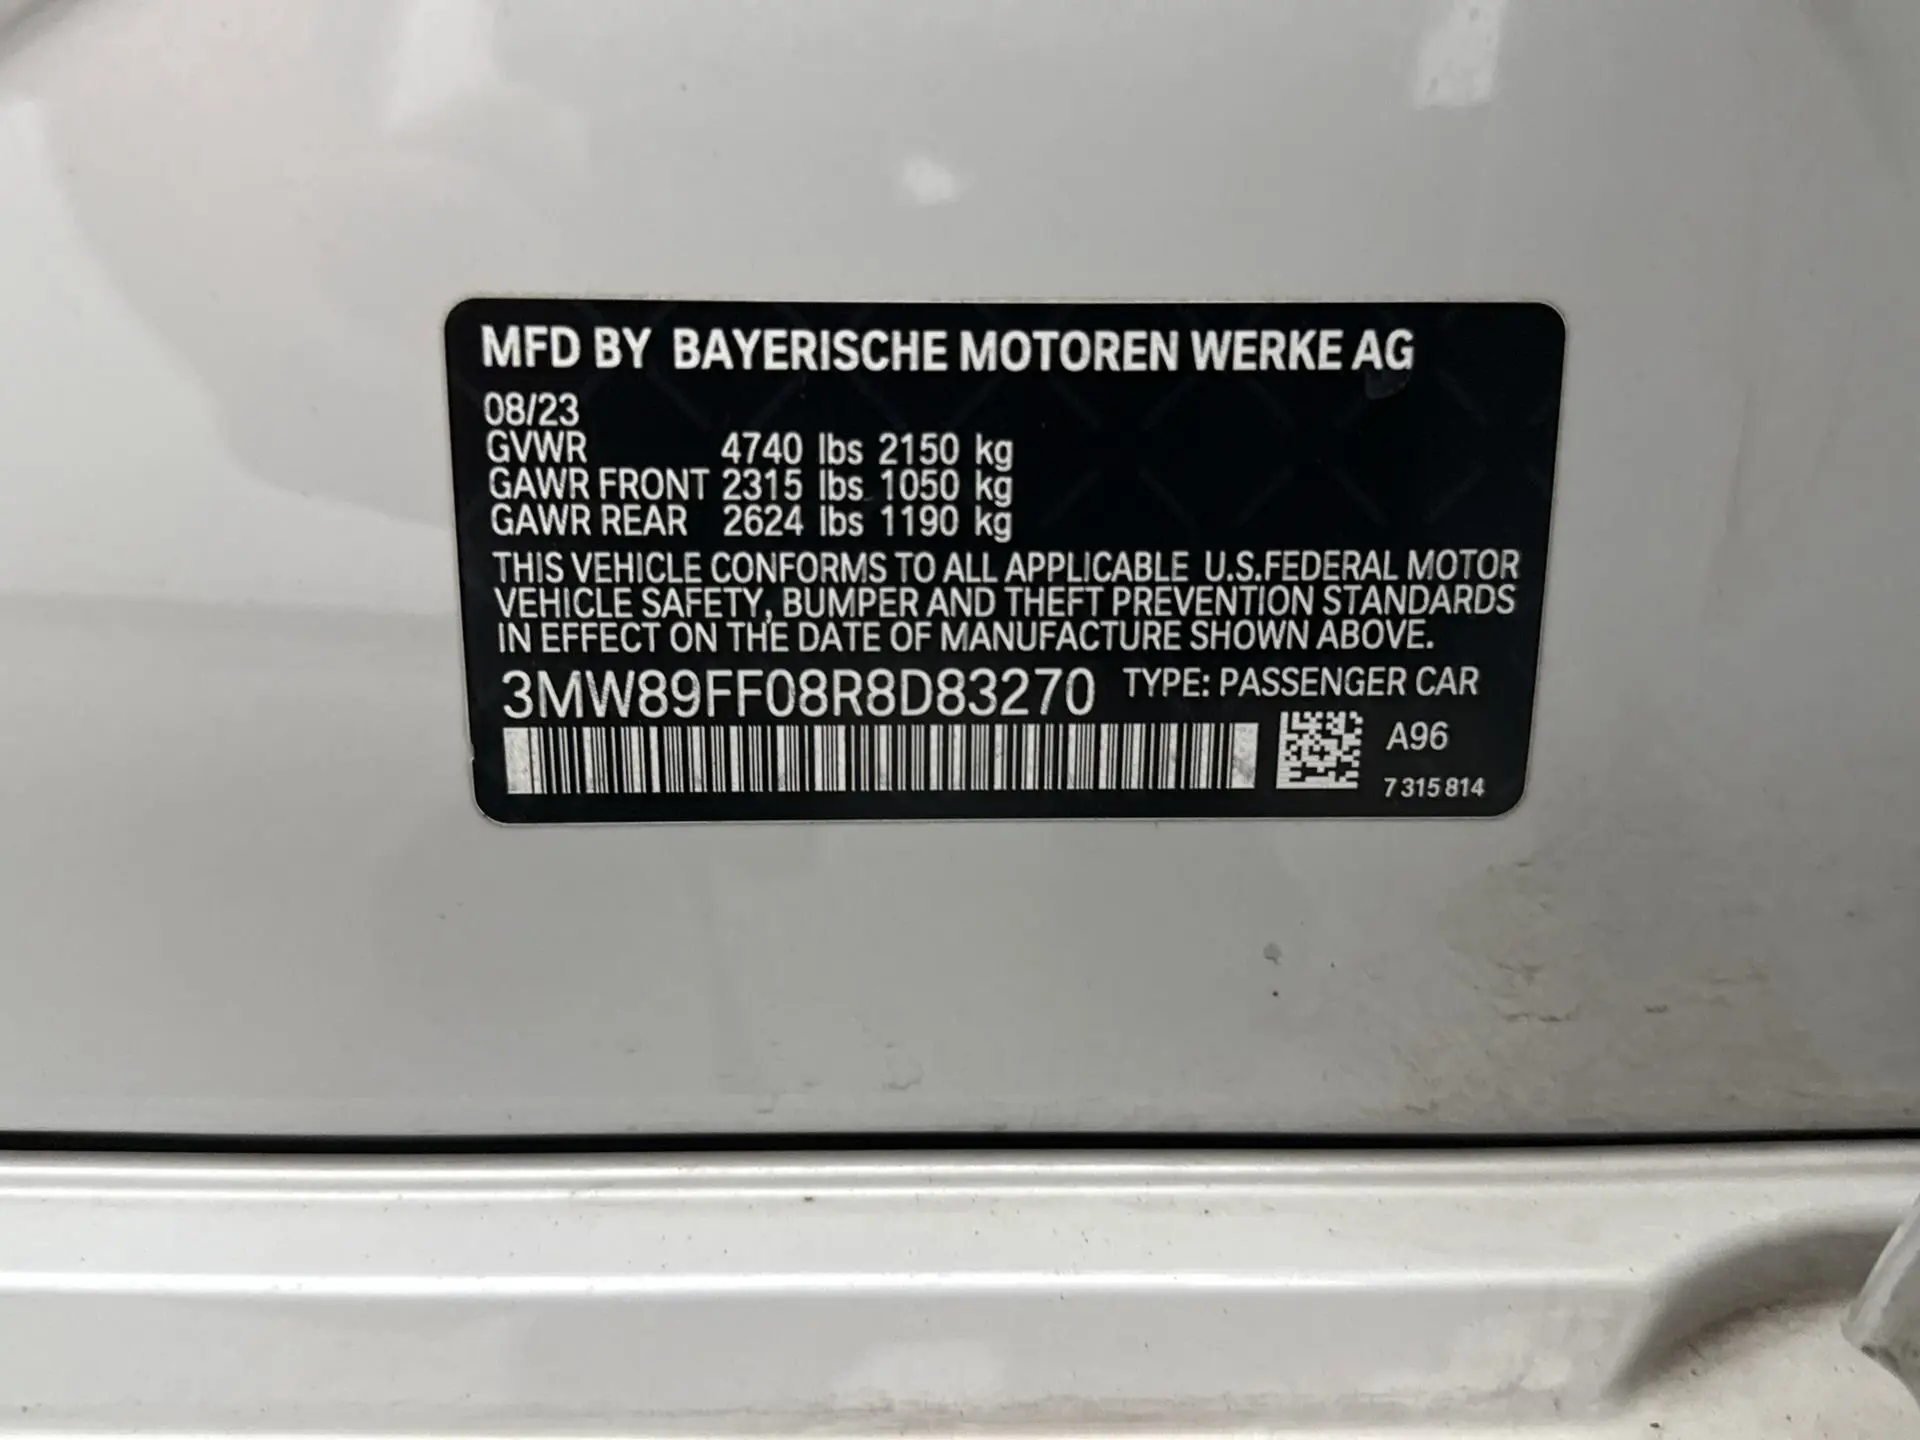 MFD BY BAYERISCHE MOTOREN WERKE AG
08/23
GVWR 4740 lbs 2150 kg
GAWR FRONT 2315 lbs 1050 kg
GAWR REAR 2624 lbs 1190 kg
THIS VEHICLE CONFORMS TO ALL APPLICABLE U.S.FEDERAL MOTOR
VEHICLE SAFETY, BUMPER AND THEFT PREVENTION STANDARDS
IN EFFECT ON THE DATE OF MANUFACTURE SHOWN ABOVE.
3MW89FF08R8D83270 TYPE: PASSENGER CAR
A96
7 315 814